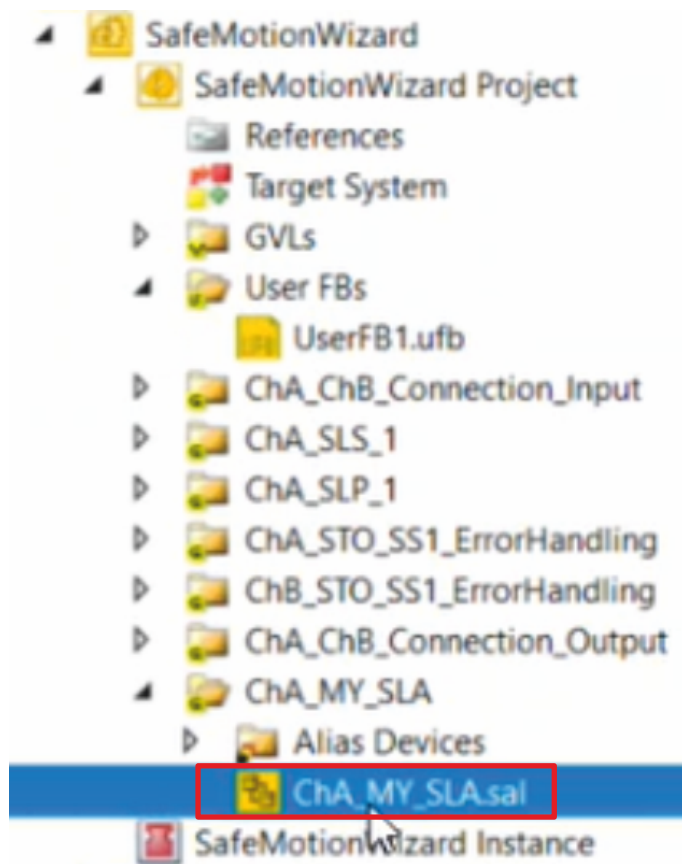 SafeMotionWizard
SafeMotionWizard Project
References
Target System
GVLs
User FBs
UserFB1.ufb
ChA_ChB_Connection_Input
ChA_SLS_1
ChA_SLP_1
ChA_STO_SS1_ErrorHandling
ChB_STO_SS1_ErrorHandling
ChA_ChB_Connection_Output
ChA_MY_SLA
Alias Devices
ChA_MY_SLA.sal
SafeMotionWizard Instance